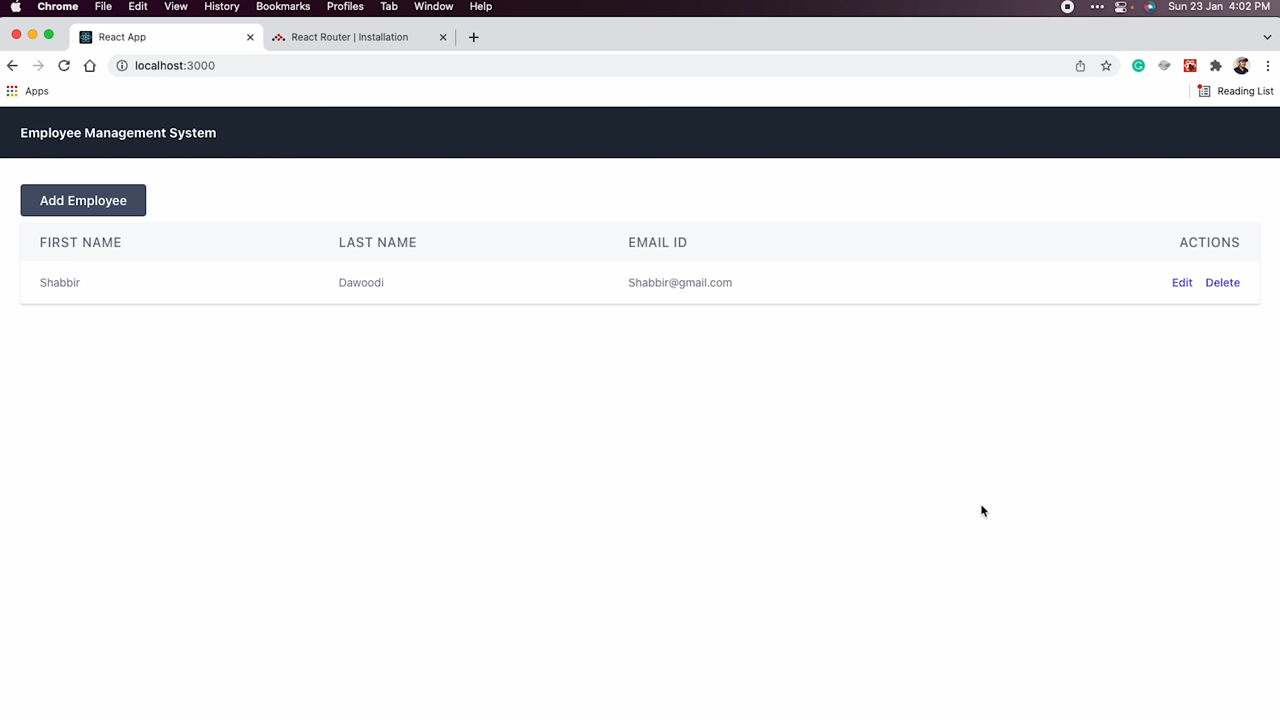 Chrome File Edit View History Bookmarks Profiles Tab Window Help Sun 23 Jan 4:02 PM
React App React Router | Installation
localhost:3000
Apps Reading List
Employee Management System
Add Employee
FIRST NAME LAST NAME EMAIL ID ACTIONS
Shabbir Dawoodi Shabbir@gmail.com Edit Delete